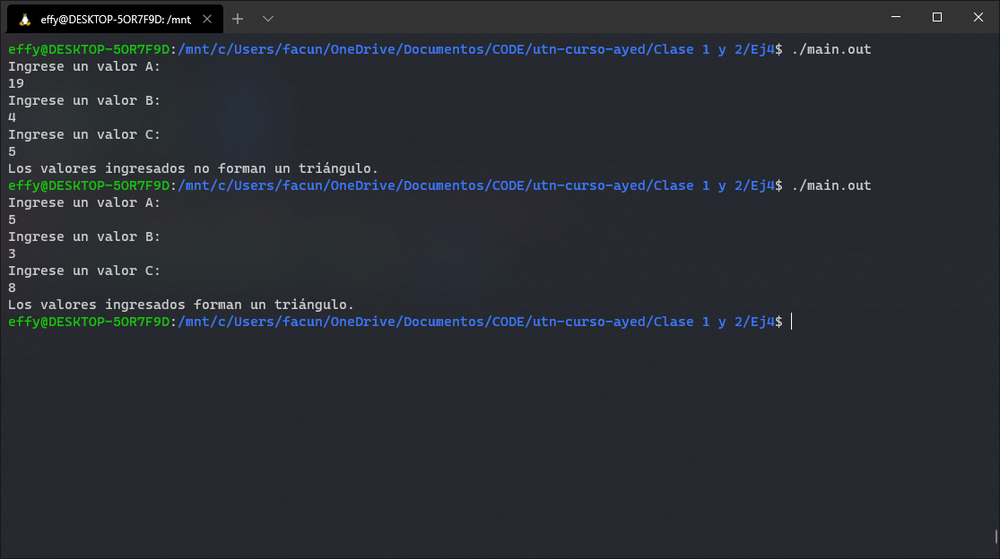 effy@DESKTOP-5OR7F9D: /mnt,
effy@DESKTOP-5OR7F9D:/mnt/c/Users/facun/OneDrive/Documentos/CODE/utn-curso-ayed/Clase 1 y 2/Ej4$ ./main.out
Ingrese un valor A:
19
Ingrese un valor B:
4
Ingrese un valor C:
5
Los valores ingresados no forman un triángulo.
effy@DESKTOP-5OR7F9D:/mnt/c/Users/facun/OneDrive/Documentos/CODE/utn-curso-ayed/Clase 1 y 2/Ej4$ ./main.out
Ingrese un valor A:
5
Ingrese un valor B:
3
Ingrese un valor C:
8
Los valores ingresados forman un triángulo.
effy@DESKTOP-5OR7F9D:/mnt/c/Users/facun/OneDrive/Documentos/CODE/utn-curso-ayed/Clase 1 y 2/Ej4$